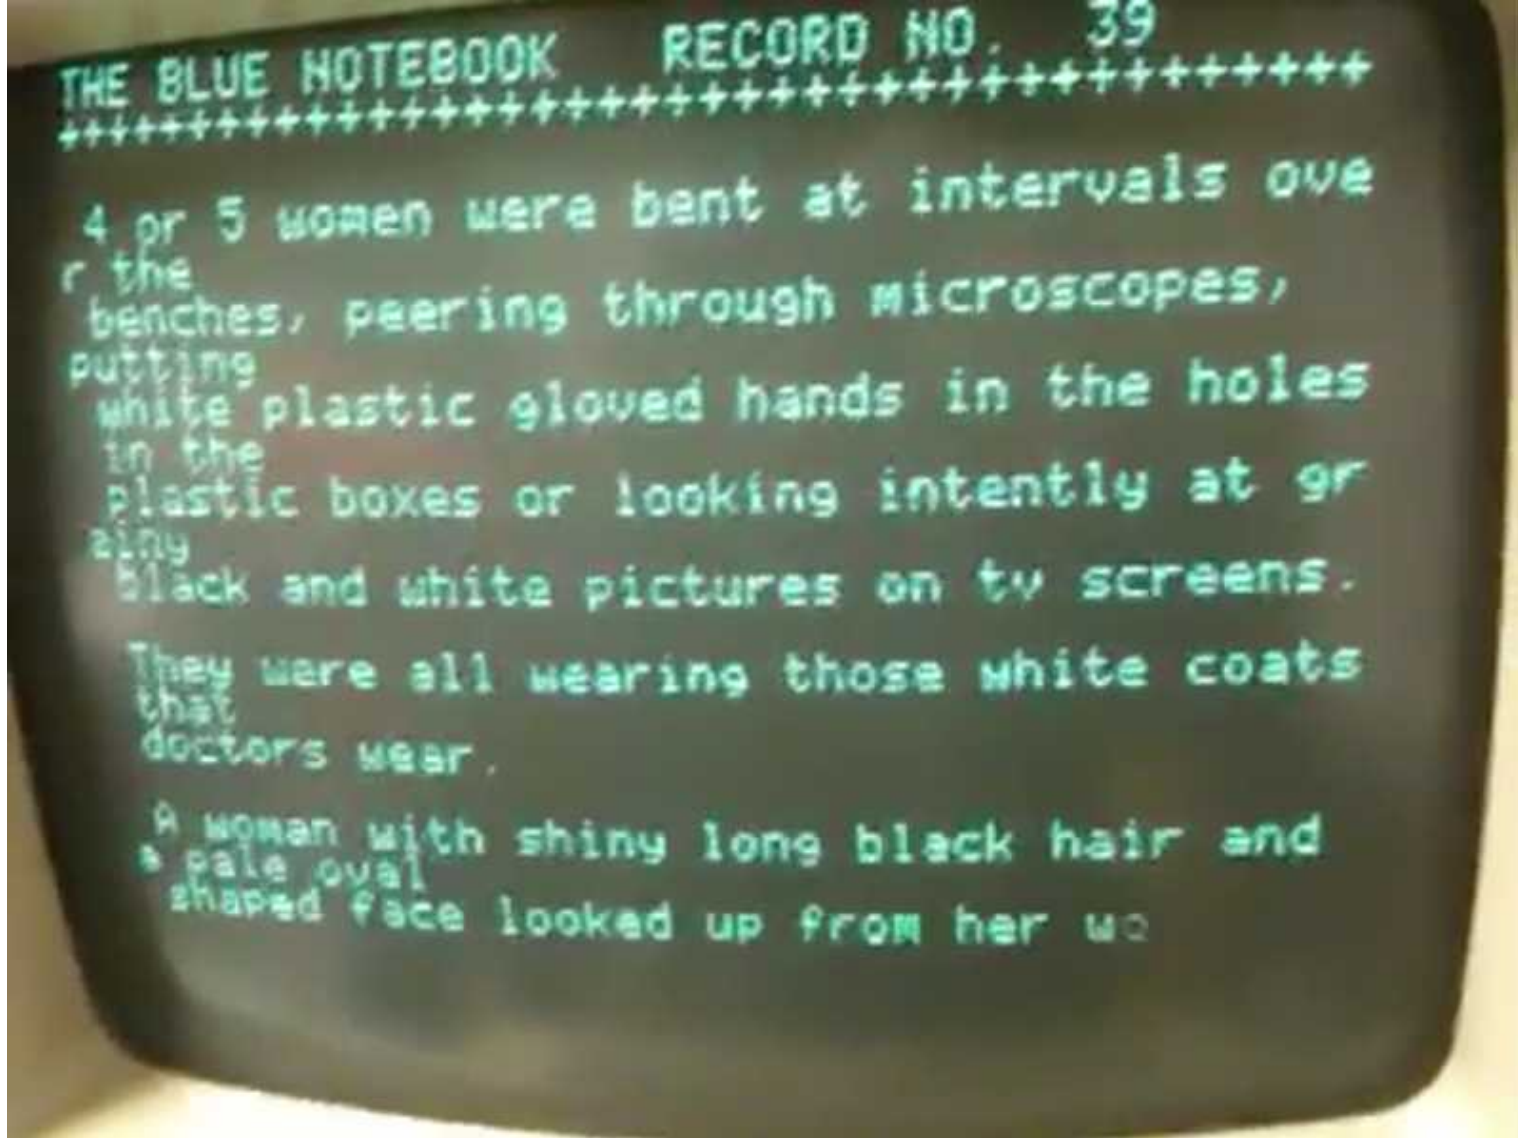 THE BLUE NOTEBOOK RECORD NO. 39
++++++++++++++++++++++++++++++++++++++++
4 or 5 women were bent at intervals ove
r the
benches, peering through microscopes,
putting
white plastic gloved hands in the holes
in the
plastic boxes or looking intently at gr
ainy
black and white pictures on tv screens.
They were all wearing those white coats
that
doctors wear.
A woman with shiny long black hair and
a pale oval
shaped face looked up from her wo